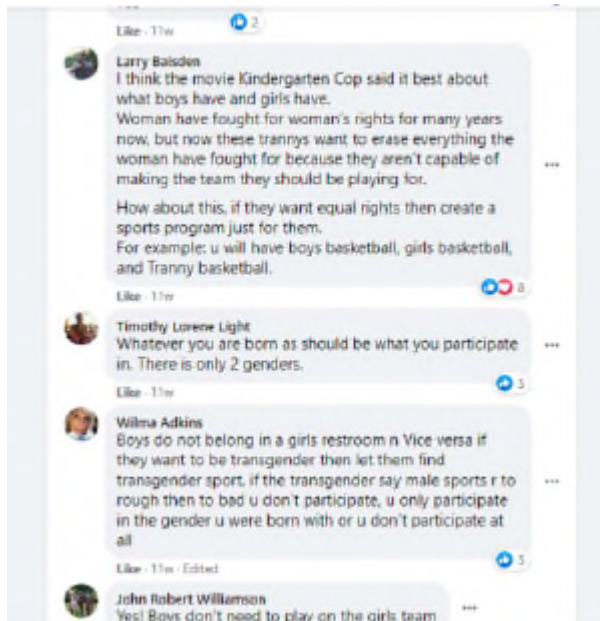 Like · 11w
2
Larry Baisden
I think the movie Kindergarten Cop said it best about
what boys have and girls have.
Woman have fought for woman's rights for many years
now, but now these trannys want to erase everything the
woman have fought for because they aren't capable of
making the team they should be playing for.
How about this, if they want equal rights then create a
sports program just for them.
For example: u will have boys basketball, girls basketball,
and Tranny basketball.
8
Like · 11w
Timothy Lorene Light
Whatever you are born as should be what you participate
in. There is only 2 genders.
3
Like · 11w
Wilma Adkins
Boys do not belong in a girls restroom n Vice versa if
they want to be transgender then let them find
transgender sport, if the transgender say male sports r to
rough then to bad u don't participate, u only participate
in the gender u were born with or u don't participate at
all
3
Like · 11w · Edited
John Robert Williamson
Yes! Boys don't need to play on the girls team